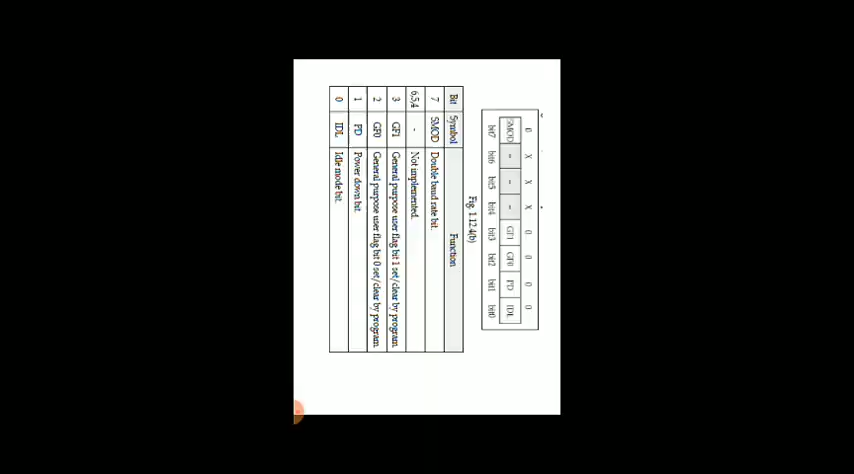 0 X X X 0 0 0 0
SMOD - - - GF1 GF0 PD IDL
bit7 bit6 bit5 bit4 bit3 bit2 bit1 bit0
Fig. 1.12.4(b)
Bit Symbol Function
7 SMOD Double baud rate bit.
6,5,4 - Not implemented.
3 GF1 General purpose user flag bit 1 set/clear by program.
2 GF0 General purpose user flag bit 0 set/clear by program.
1 PD Power down bit.
0 IDL Idle mode bit.